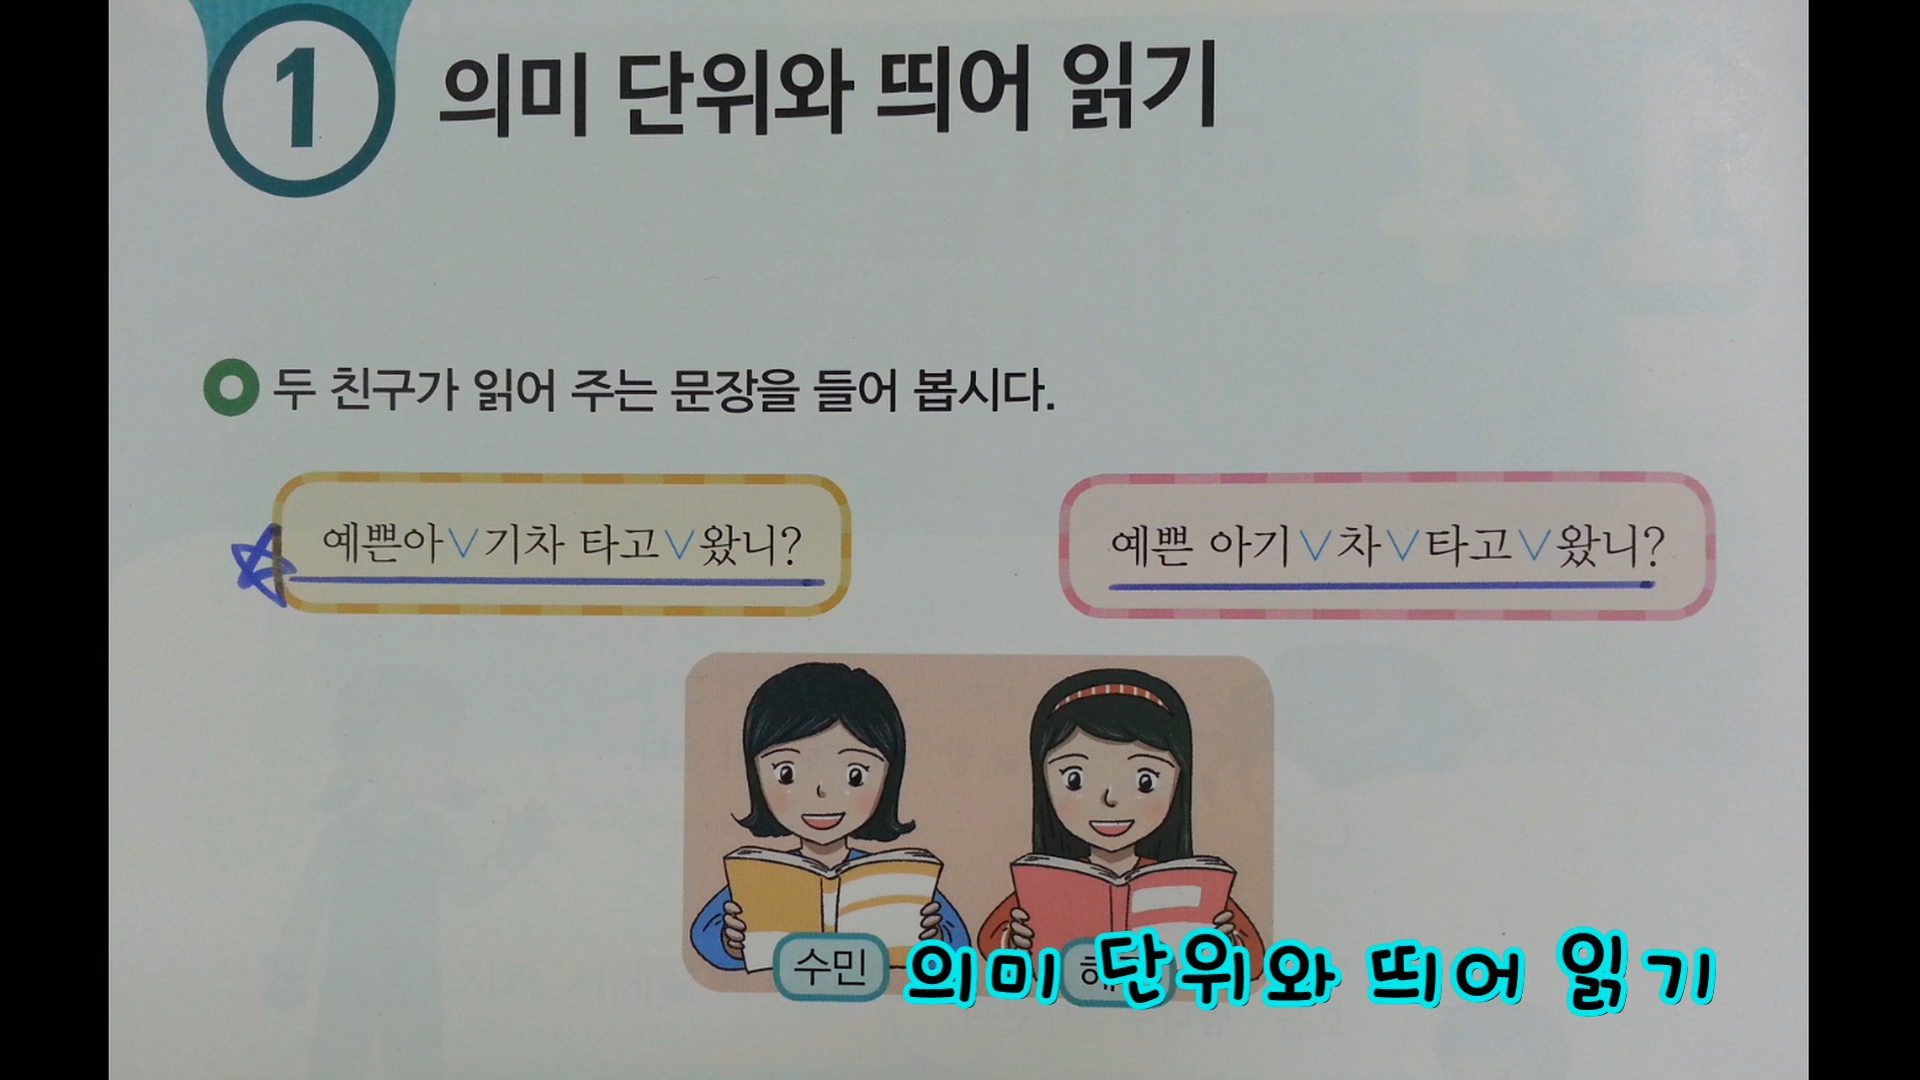 1 의미 단위와 띄어 읽기
두 친구가 읽어 주는 문장을 들어 봅시다.
예쁜아∨기차 타고∨왔니?
예쁜 아기∨차∨타고∨왔니?
수민
의미 단위와 띄어 읽기